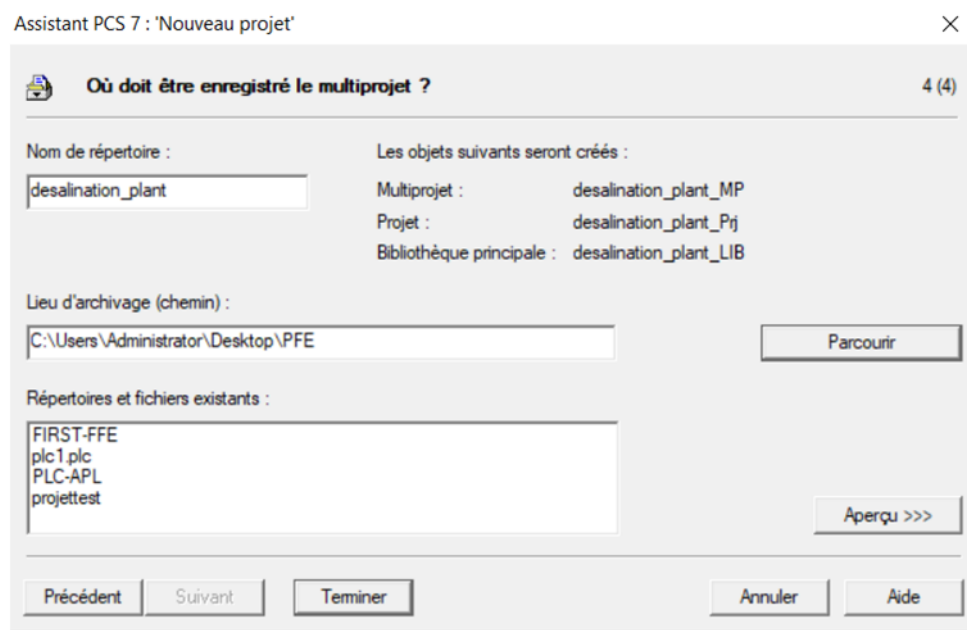 Assistant PCS 7 : 'Nouveau projet'
Où doit être enregistré le multiprojet ? 4 (4)
Nom de répertoire :
desalination_plant
Les objets suivants seront créés :
Multiprojet : desalination_plant_MP
Projet : desalination_plant_Prj
Bibliothèque principale : desalination_plant_LIB
Lieu d'archivage (chemin) :
C:\Users\Administrator\Desktop\PFE
Parcourir
Répertoires et fichiers existants :
FIRST-FFE
plc1.plc
PLC-APL
projettest
Aperçu >>>
Précédent Suivant Terminer Annuler Aide